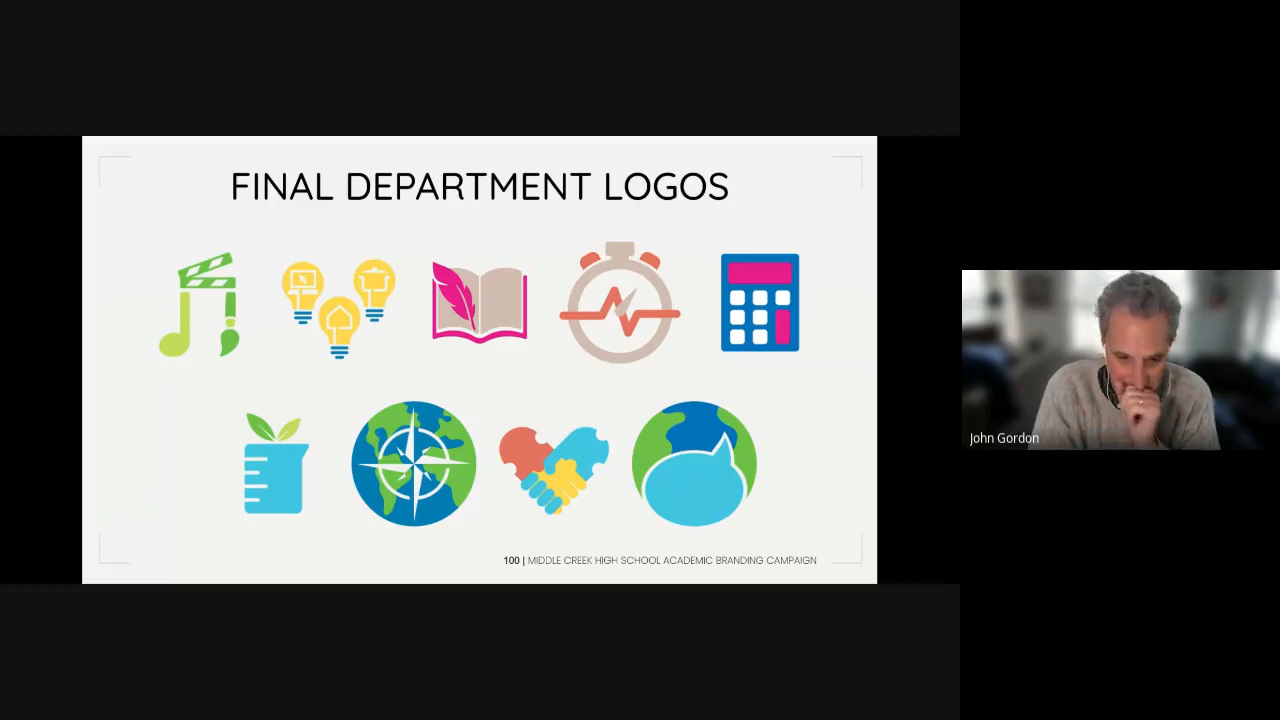 FINAL DEPARTMENT LOGOS
100 | MIDDLE CREEK HIGH SCHOOL ACADEMIC BRANDING CAMPAIGN
John Gordon